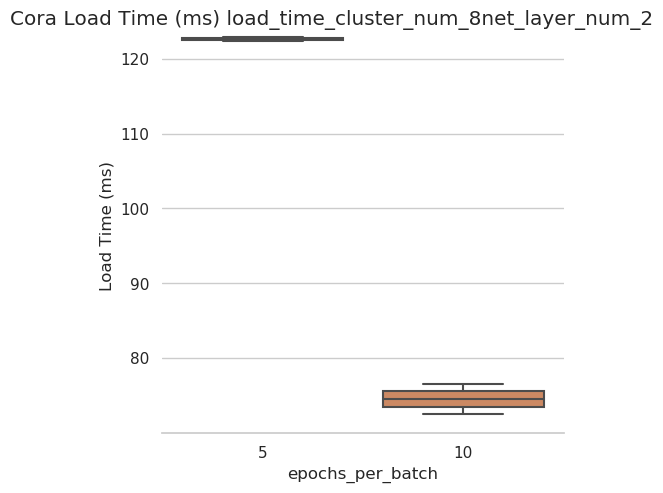 Cora Load Time (ms) load_time_cluster_num_8net_layer_num_2
120
110
100
90
80
Load Time (ms)
5
10
epochs_per_batch